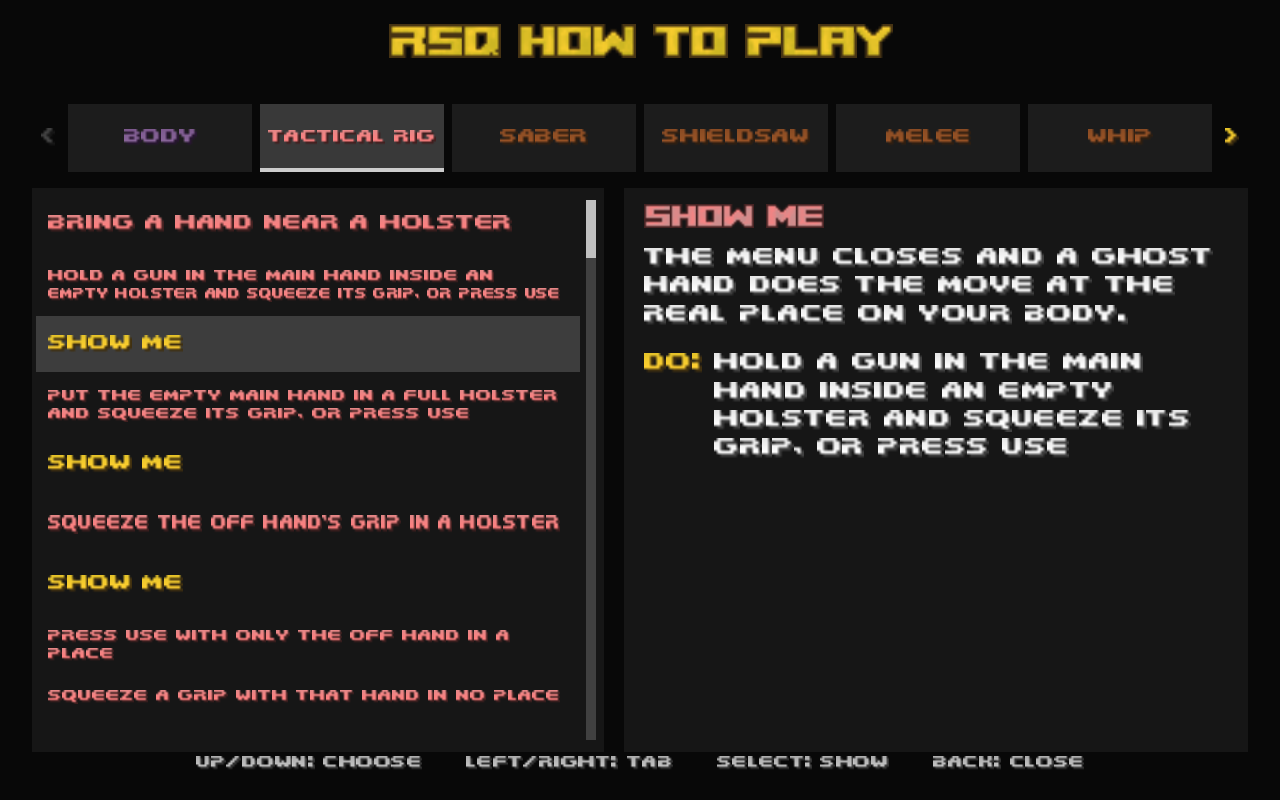 RSQ HOW TO PLAY
BODY
TACTICAL RIG
SABER
SHIELDSAW
MELEE
WHIP
BRING A HAND NEAR A HOLSTER
HOLD A GUN IN THE MAIN HAND INSIDE AN
EMPTY HOLSTER AND SQUEEZE ITS GRIP, OR PRESS USE
SHOW ME
PUT THE EMPTY MAIN HAND IN A FULL HOLSTER
AND SQUEEZE ITS GRIP, OR PRESS USE
SHOW ME
SQUEEZE THE OFF HAND'S GRIP IN A HOLSTER
SHOW ME
PRESS USE WITH ONLY THE OFF HAND IN A
PLACE
SQUEEZE A GRIP WITH THAT HAND IN NO PLACE
SHOW ME
THE MENU CLOSES AND A GHOST
HAND DOES THE MOVE AT THE
REAL PLACE ON YOUR BODY.
DO: HOLD A GUN IN THE MAIN
HAND INSIDE AN EMPTY
HOLSTER AND SQUEEZE ITS
GRIP, OR PRESS USE
UP/DOWN: CHOOSE LEFT/RIGHT: TAB SELECT: SHOW BACK: CLOSE